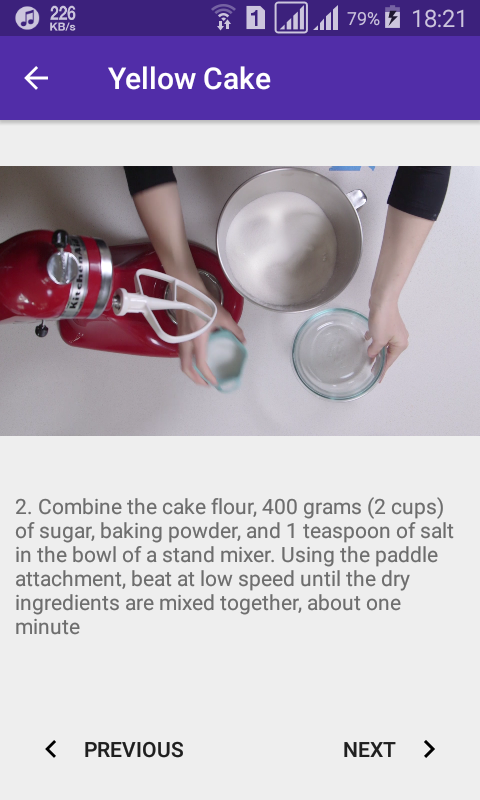 226
KB/s
1
79%
18:21
Yellow Cake
KitchenAid
2. Combine the cake flour, 400 grams (2 cups)
of sugar, baking powder, and 1 teaspoon of salt
in the bowl of a stand mixer. Using the paddle
attachment, beat at low speed until the dry
ingredients are mixed together, about one
minute
PREVIOUS
NEXT